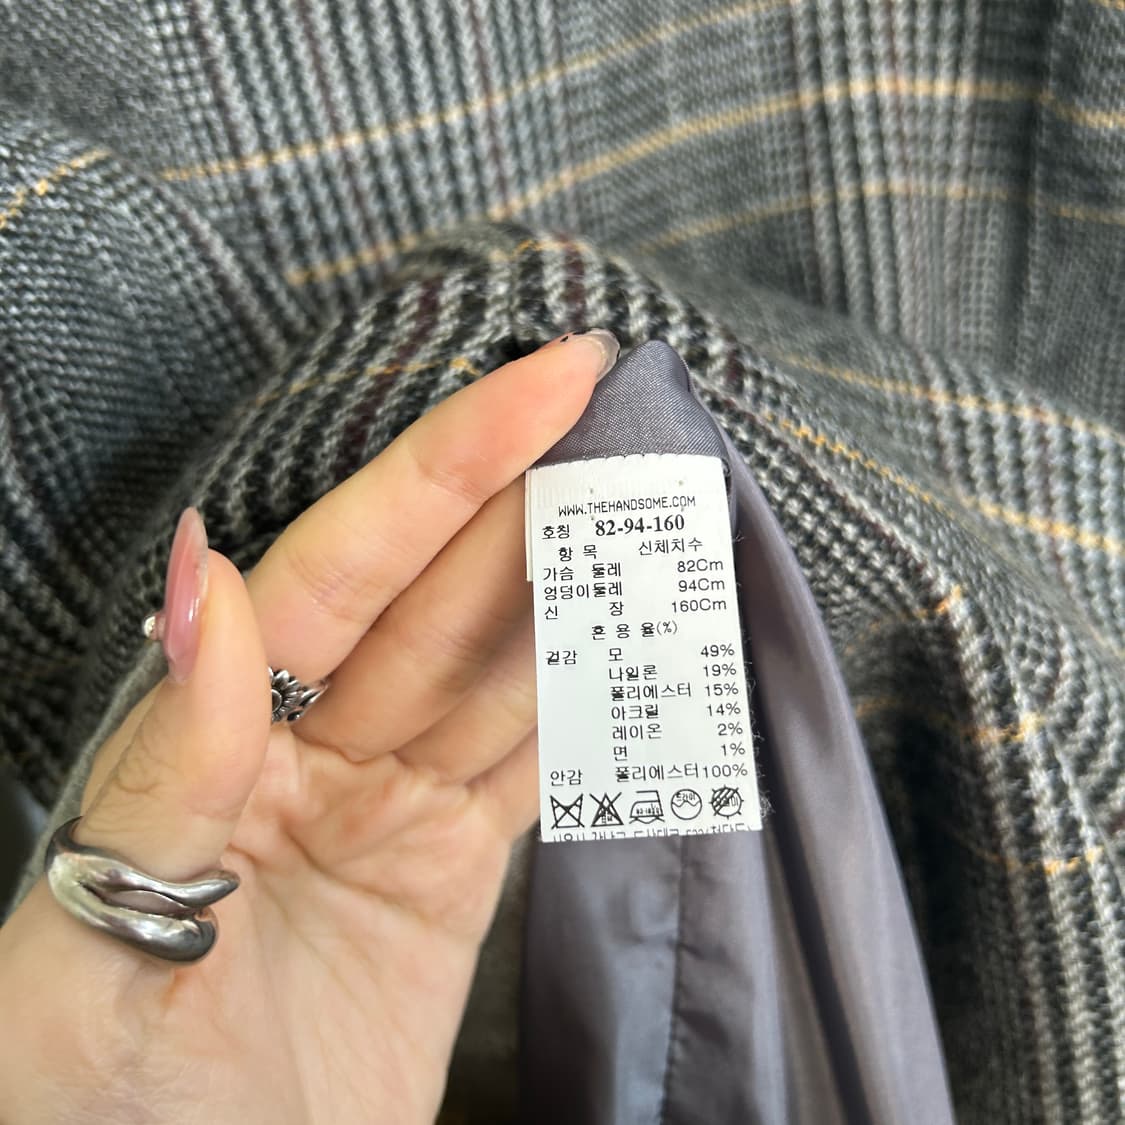 WWW.THEHANDSOME.COM
호칭 82-94-160
항 목 신체치수
가슴 둘레 82Cm
엉덩이둘레 94Cm
신 장 160Cm
혼 용 율(%)
겉감 모 49%
나일론 19%
폴리에스터 15%
아크릴 14%
레이온 2%
면 1%
안감 폴리에스터100%
드라이